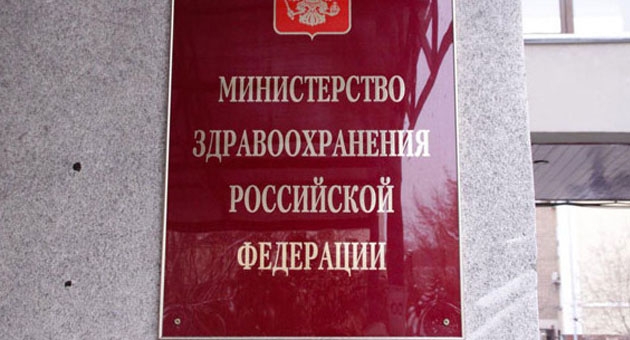 МИНИСТЕРСТВО
ЗДРАВООХРАНЕНИЯ
РОССИЙСКОЙ
ФЕДЕРАЦИИ